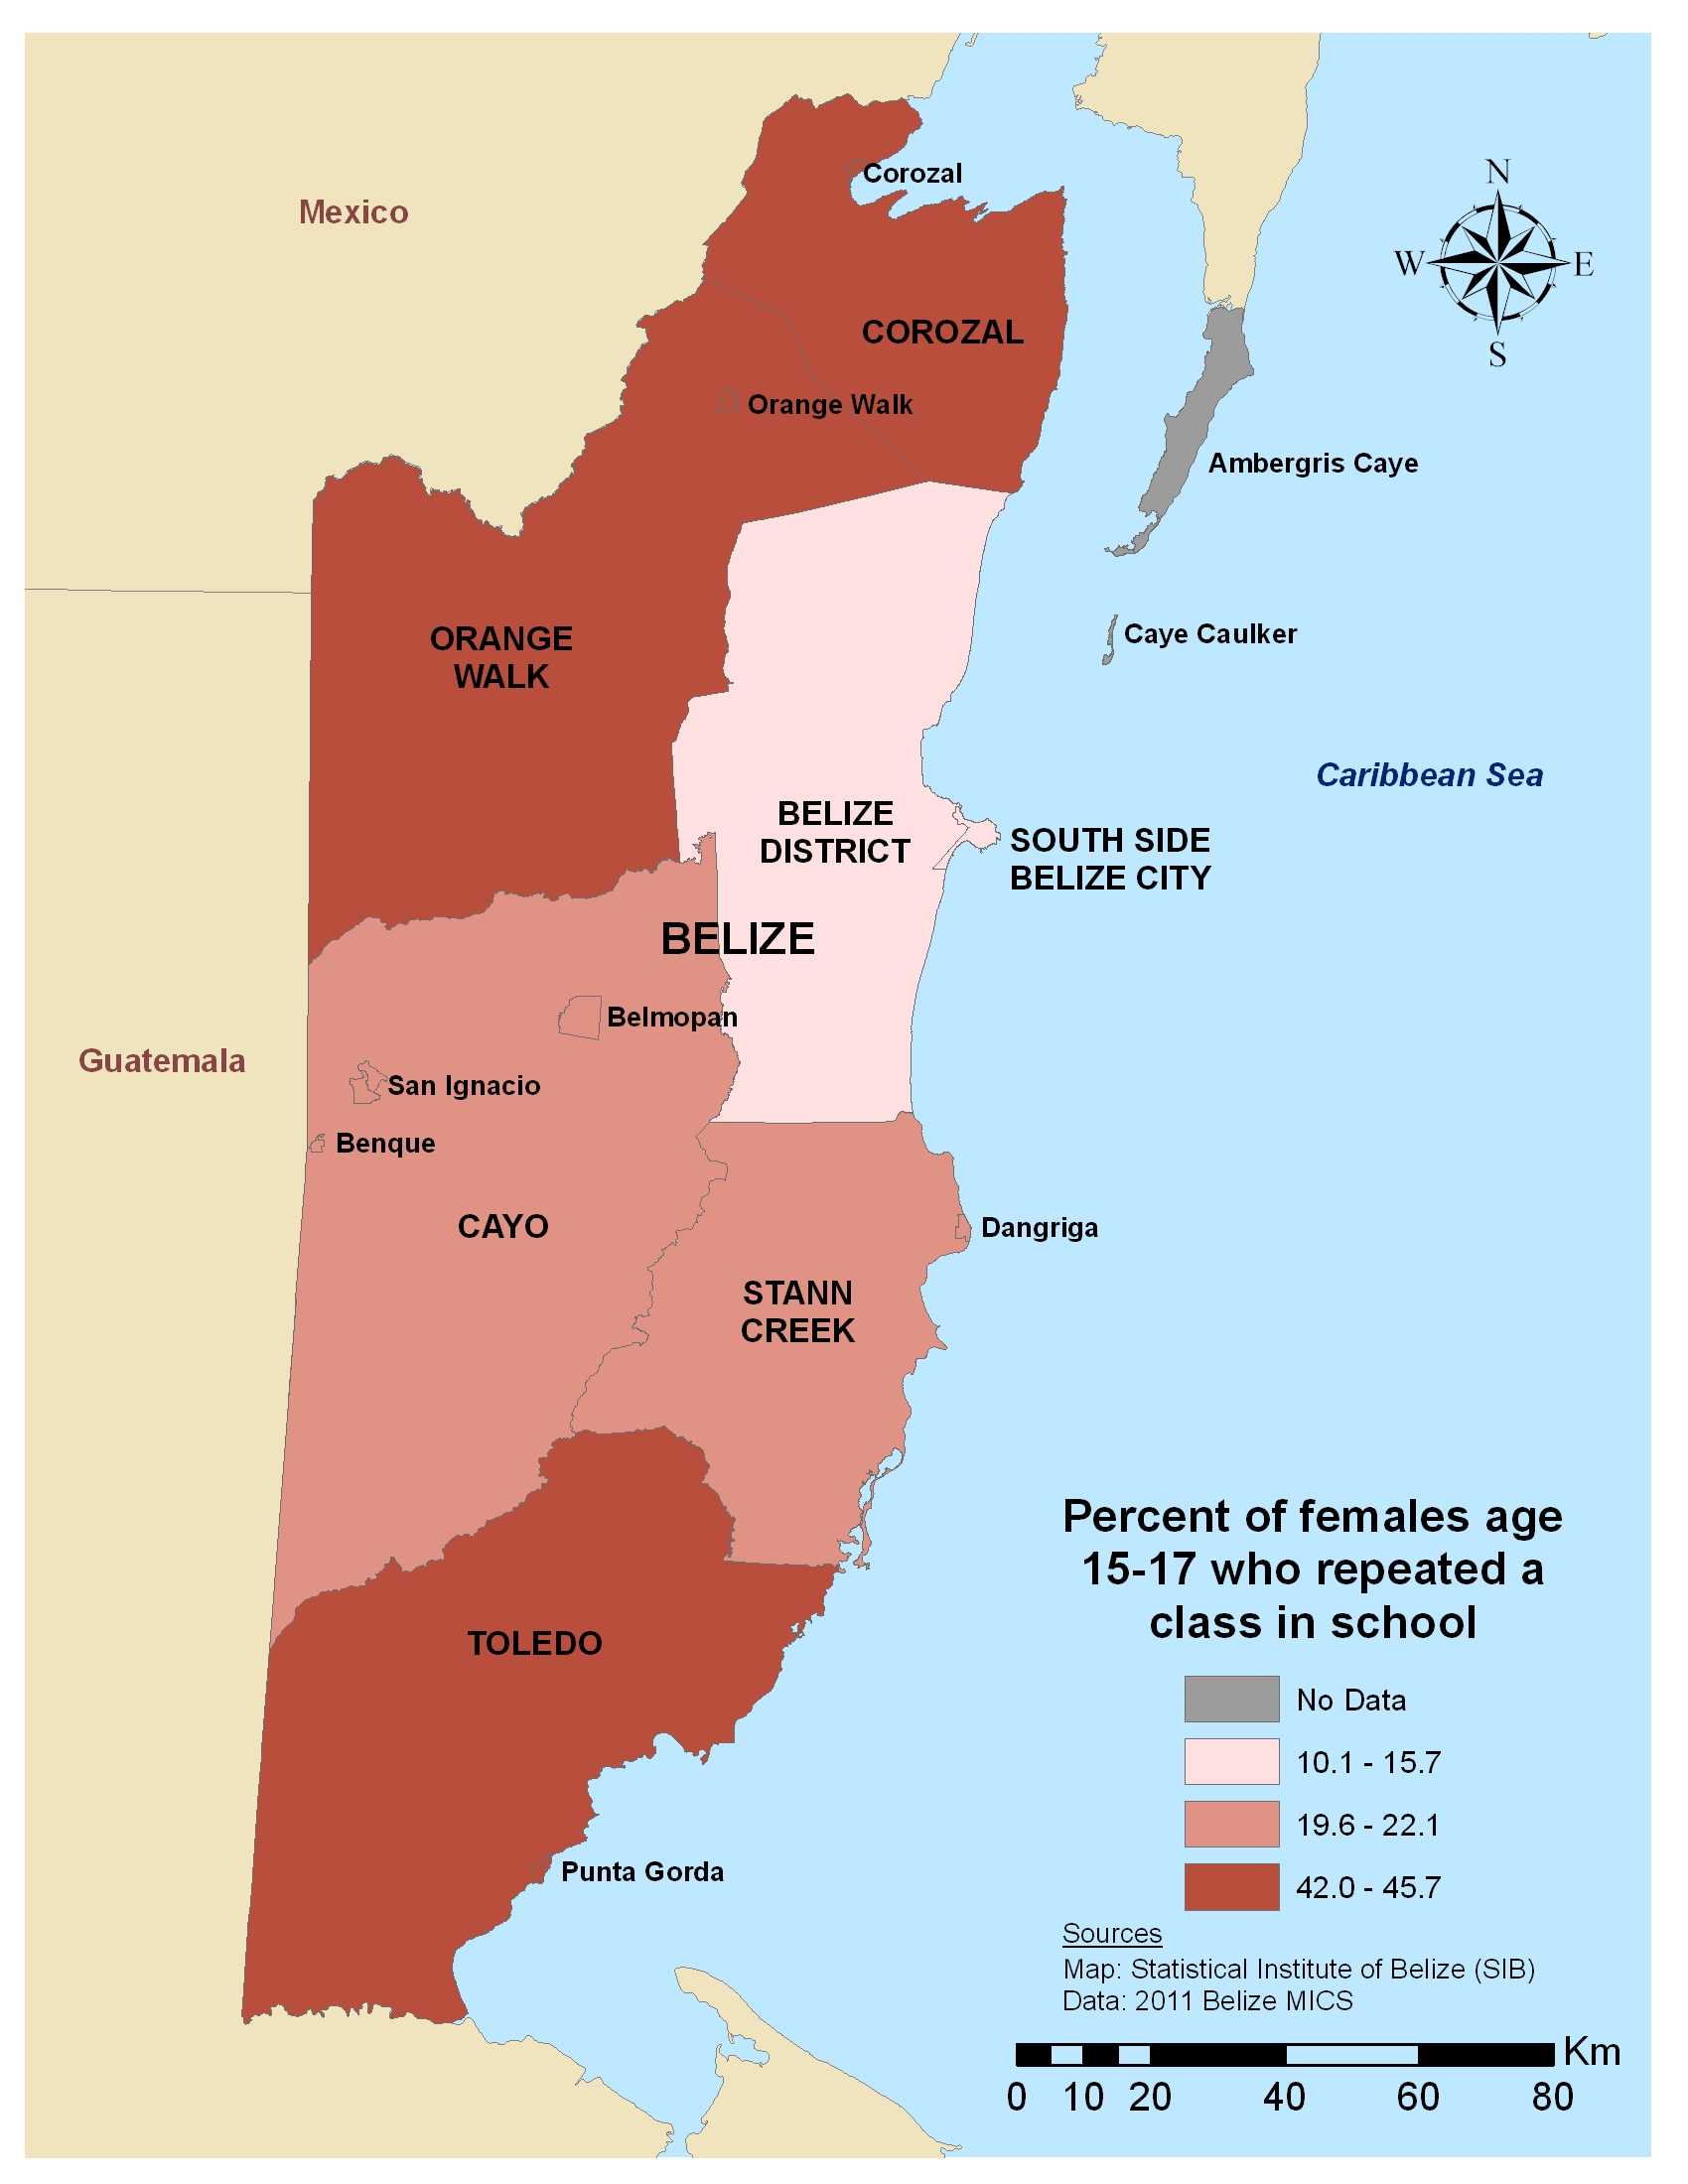 Corozal
Mexico
N
W
E
S
COROZAL
Orange Walk
Ambergris Caye
ORANGE
WALK
Caye Caulker
Caribbean Sea
BELIZE
DISTRICT
SOUTH SIDE
BELIZE CITY
BELIZE
Belmopan
Guatemala
San Ignacio
Benque
CAYO
Dangriga
STANN
CREEK
TOLEDO
Punta Gorda
Percent of females age
15-17 who repeated a
class in school
No Data
10.1 - 15.7
19.6 - 22.1
42.0 - 45.7
Sources
Map: Statistical Institute of Belize (SIB)
Data: 2011 Belize MICS
Km
0 10 20 40 60 80